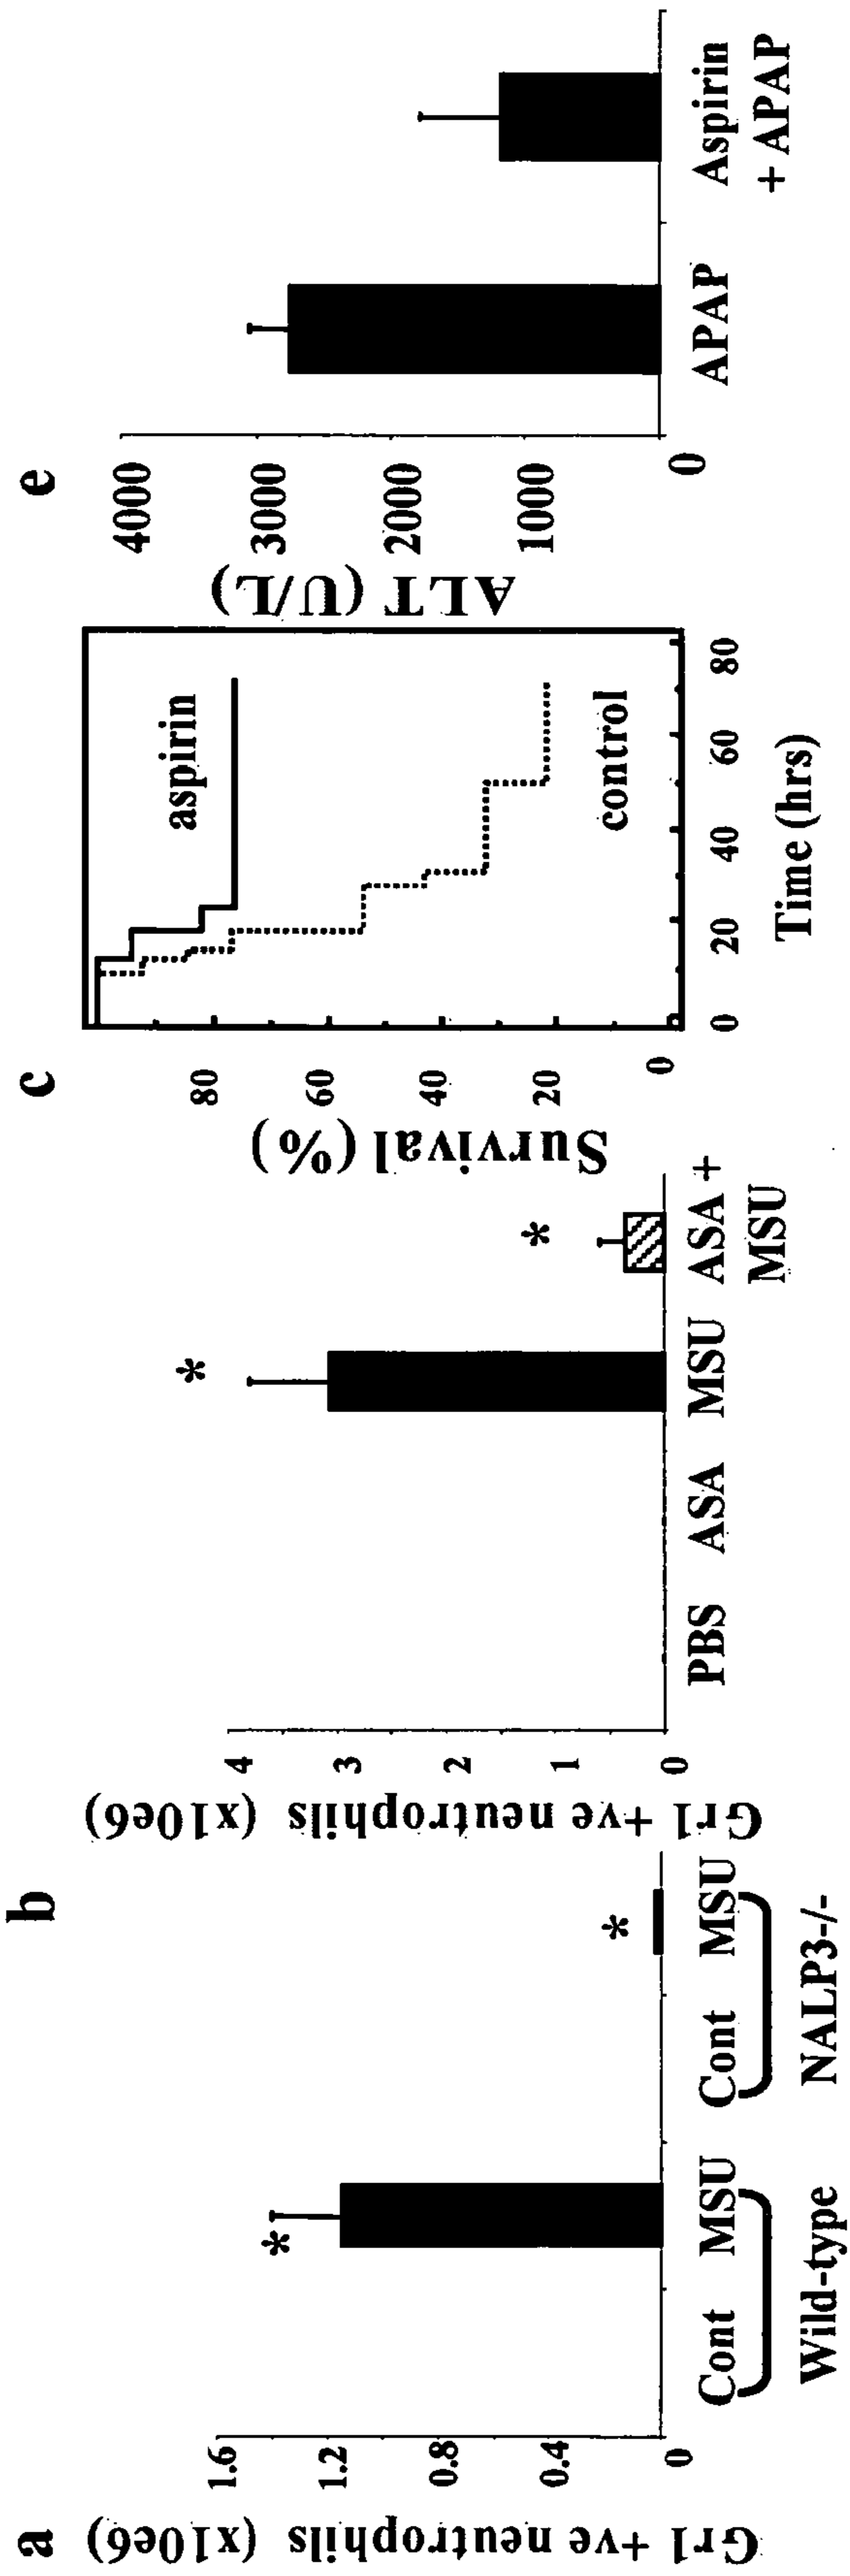 a
Gr1 +ve neutrophils (x10e6)
1.6
1.2
0.8
0.4
0
*
*
Cont MSU Cont MSU
Wild-type NALP3-/-
b
Gr1 +ve neutrophils (x10e6)
4
3
2
1
0
*
*
PBS ASA MSU ASA +
MSU
c
Survival (%)
80
60
40
20
0
aspirin
control
0 20 40 60 80
Time (hrs)
e
ALT (U/L)
4000
3000
2000
1000
0
APAP Aspirin
+ APAP